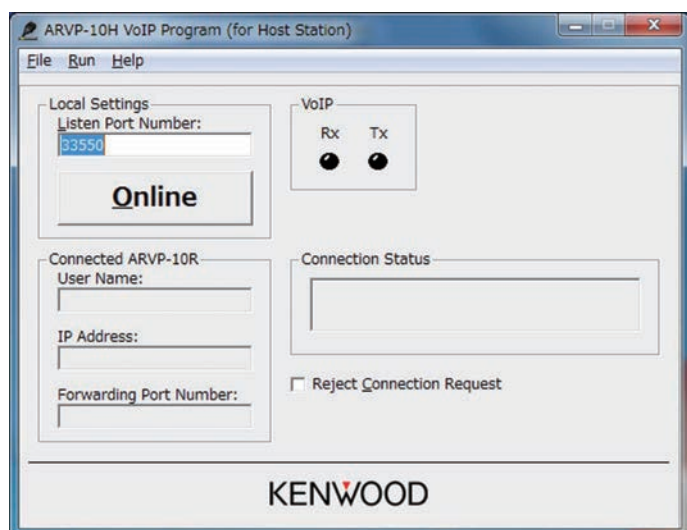 ARVP-10H VoIP Program (for Host Station)
File Run Help
Local Settings
Listen Port Number:
33550
Online
VoIP
Rx Tx
Connected ARVP-10R
User Name:
IP Address:
Forwarding Port Number:
Connection Status
Reject Connection Request
KENWOOD